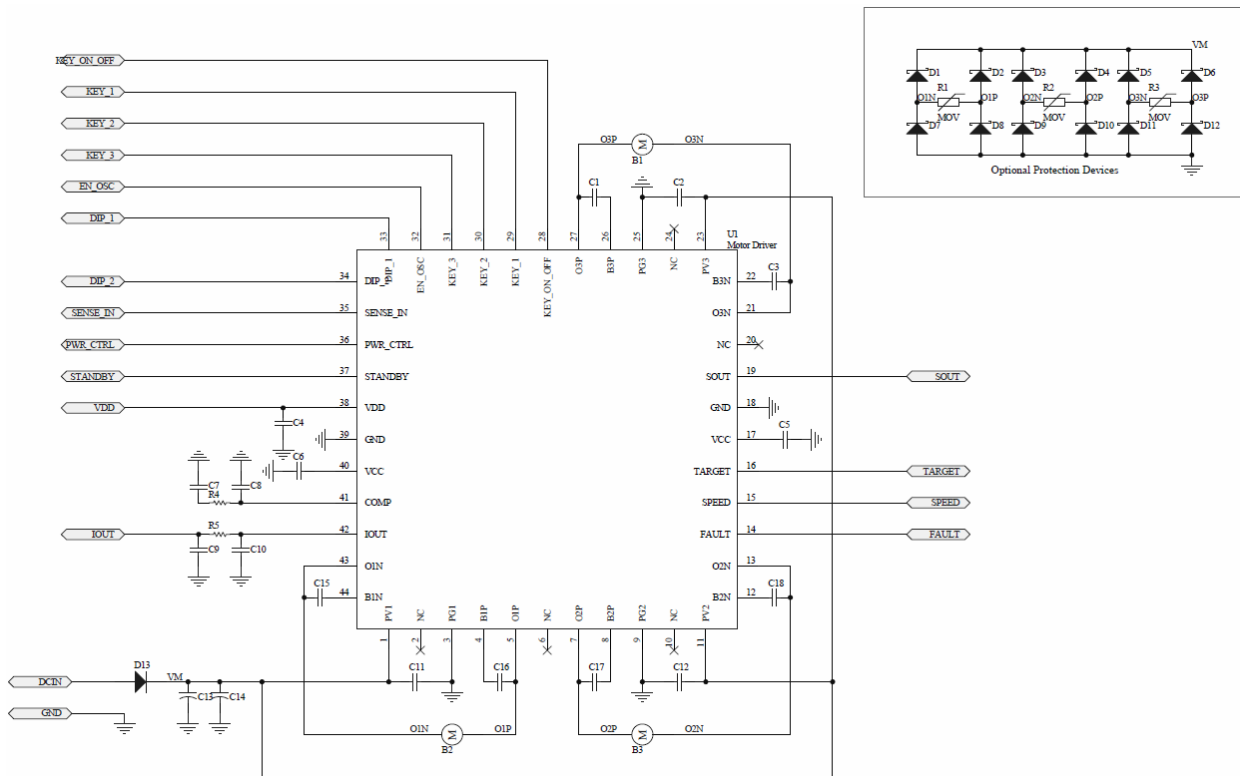 VM
D1 D2 D3 D4 D5 D6
R1 R2 R3
O1N O1P O2N O2P O3N O3P
MOV MOV MOV
D7 D8 D9 D10 D11 D12
Optional Protection Devices
KEY_ON_OFF
KEY_1
KEY_2
KEY_3
EN_OSC
DIP_1
O3P O3N
M
B1
C1 C2
33 32 31 30 29 28 27 26 25 24 23
U1
Motor Driver
DIP_1 EN_OSC KEY_3 KEY_2 KEY_1 KEY_ON_OFF O3P B3P PG3 NC PV3
DIP_2 34 B3N 22 C3
SENSE_IN 35 SENSE_IN O3N 21
PWR_CTRL 36 PWR_CTRL NC 20
STANDBY 37 STANDBY SOUT 19 SOUT
VDD 38 VDD GND 18
C4
39 GND VCC 17 C5
C6 40 VCC TARGET 16 TARGET
C7 R4 C8 41 COMP SPEED 15 SPEED
IOUT R5 42 IOUT FAULT 14 FAULT
C9 C10
43 O1N O2N 13
C15 44 B1N B2N 12 C18
PV1 NC PG1 B1P O1P NC O2P B2P PG2 NC PV2
1 2 3 4 5 6 7 8 9 10 11
C11 C16 C17 C12
DCIN D13 VM
C13 C14
GND
O1N M O1P O2P M O2N
B2 B3